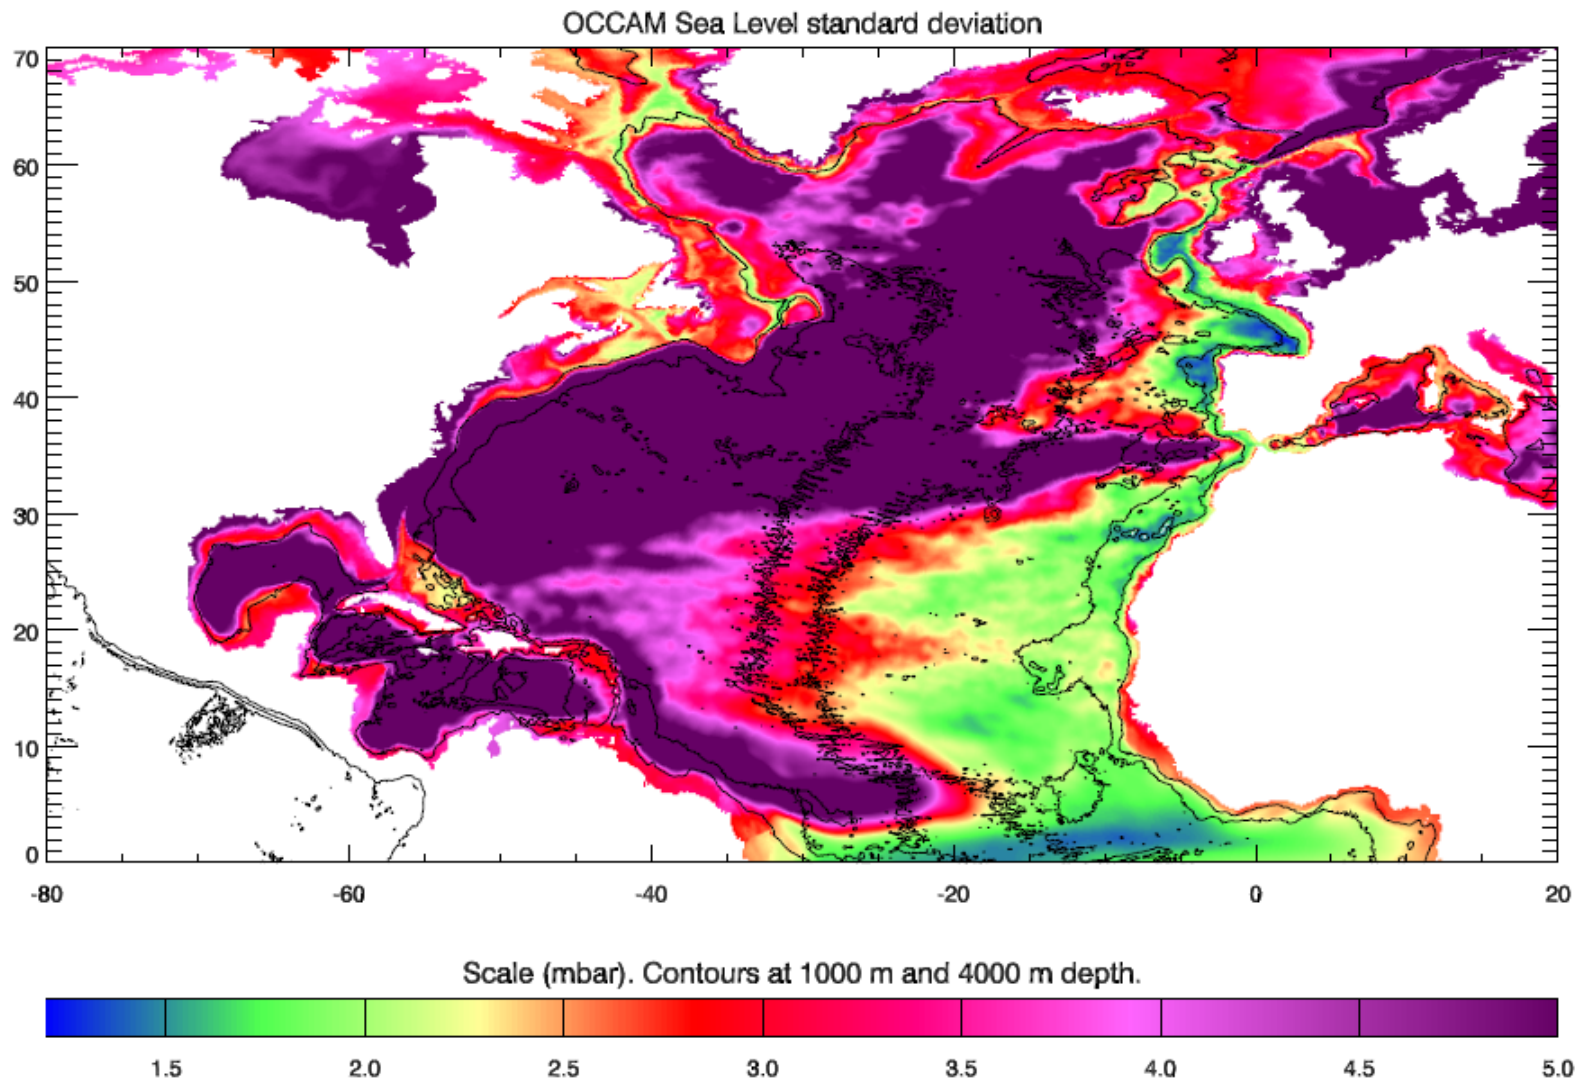 OCCAM Sea Level standard deviation
70
60
50
40
30
20
10
0
-80 -60 -40 -20 0 20
Scale (mbar). Contours at 1000 m and 4000 m depth.
1.5 2.0 2.5 3.0 3.5 4.0 4.5 5.0